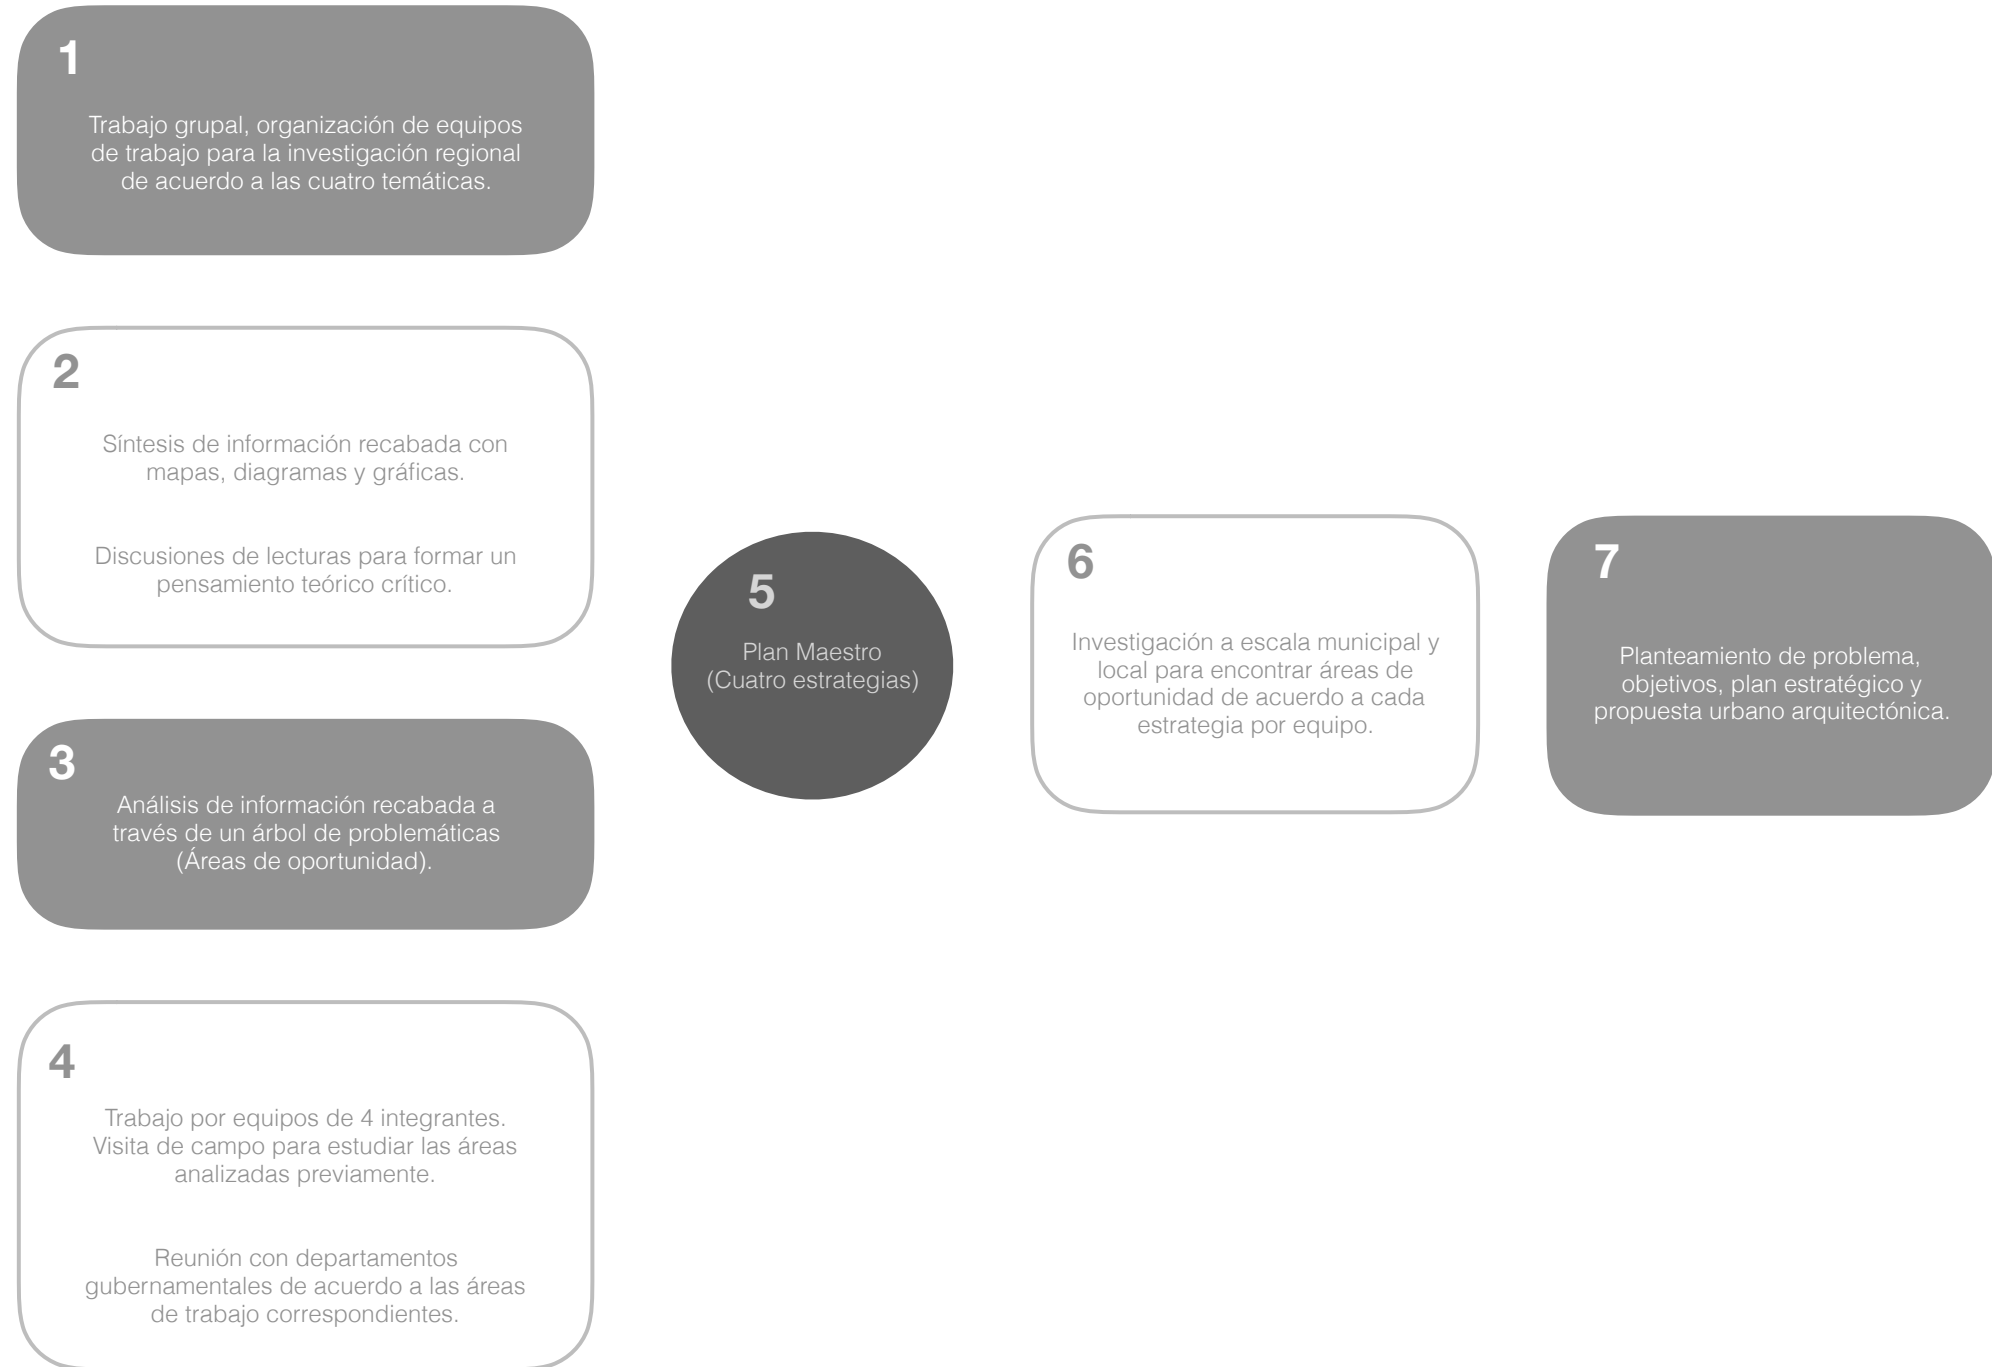 1
Trabajo grupal, organización de equipos
de trabajo para la investigación regional
de acuerdo a las cuatro temáticas.
2
Síntesis de información recabada con
mapas, diagramas y gráficas.
Discusiones de lecturas para formar un
pensamiento teórico crítico.
3
Análisis de información recabada a
través de un árbol de problemáticas
(Áreas de oportunidad).
4
Trabajo por equipos de 4 integrantes.
Visita de campo para estudiar las áreas
analizadas previamente.
Reunión con departamentos
gubernamentales de acuerdo a las áreas
de trabajo correspondientes.
5
Plan Maestro
(Cuatro estrategias)
6
Investigación a escala municipal y
local para encontrar áreas de
oportunidad de acuerdo a cada
estrategia por equipo.
7
Planteamiento de problema,
objetivos, plan estratégico y
propuesta urbano arquitectónica.